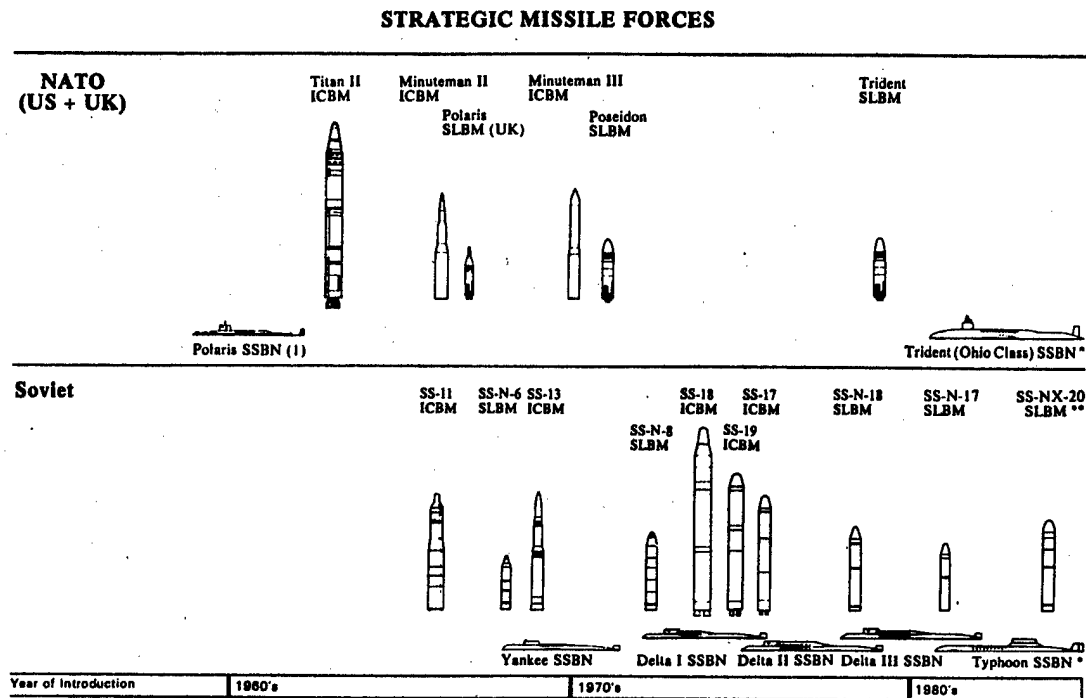 STRATEGIC MISSILE FORCES
NATO
(US + UK)
Titan II
ICBM
Minuteman II
ICBM
Polaris
SLBM (UK)
Minuteman III
ICBM
Poseidon
SLBM
Trident
SLBM
Polaris SSBN (1)
Trident (Ohio Class) SSBN *
Soviet
SS-11
ICBM
SS-N-6
SLBM
SS-13
ICBM
SS-N-8
SLBM
SS-18
ICBM
SS-17
ICBM
SS-19
ICBM
SS-N-18
SLBM
SS-N-17
SLBM
SS-NX-20
SLBM **
Yankee SSBN
Delta I SSBN
Delta II SSBN
Delta III SSBN
Typhoon SSBN *
Year of Introduction
1960's
1970's
1980's